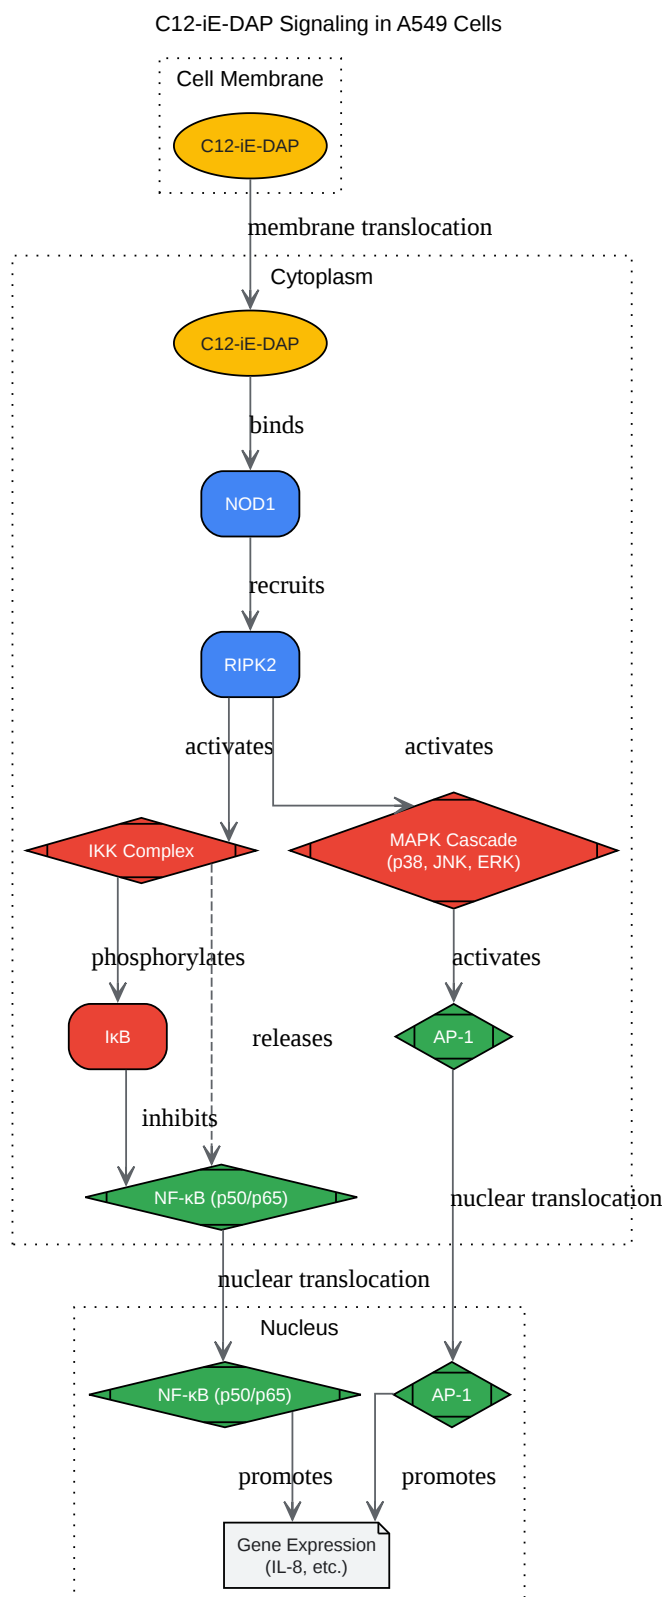 C12-iE-DAP Signaling in A549 Cells
Cell Membrane
C12-iE-DAP
membrane translocation
Cytoplasm
C12-iE-DAP
binds
NOD1
recruits
RIPK2
activates
activates
IKK Complex
MAPK Cascade
(p38, JNK, ERK)
phosphorylates
activates
IκB
releases
AP-1
inhibits
NF-κB (p50/p65)
nuclear translocation
nuclear translocation
Nucleus
NF-κB (p50/p65)
AP-1
promotes
promotes
Gene Expression
(IL-8, etc.)